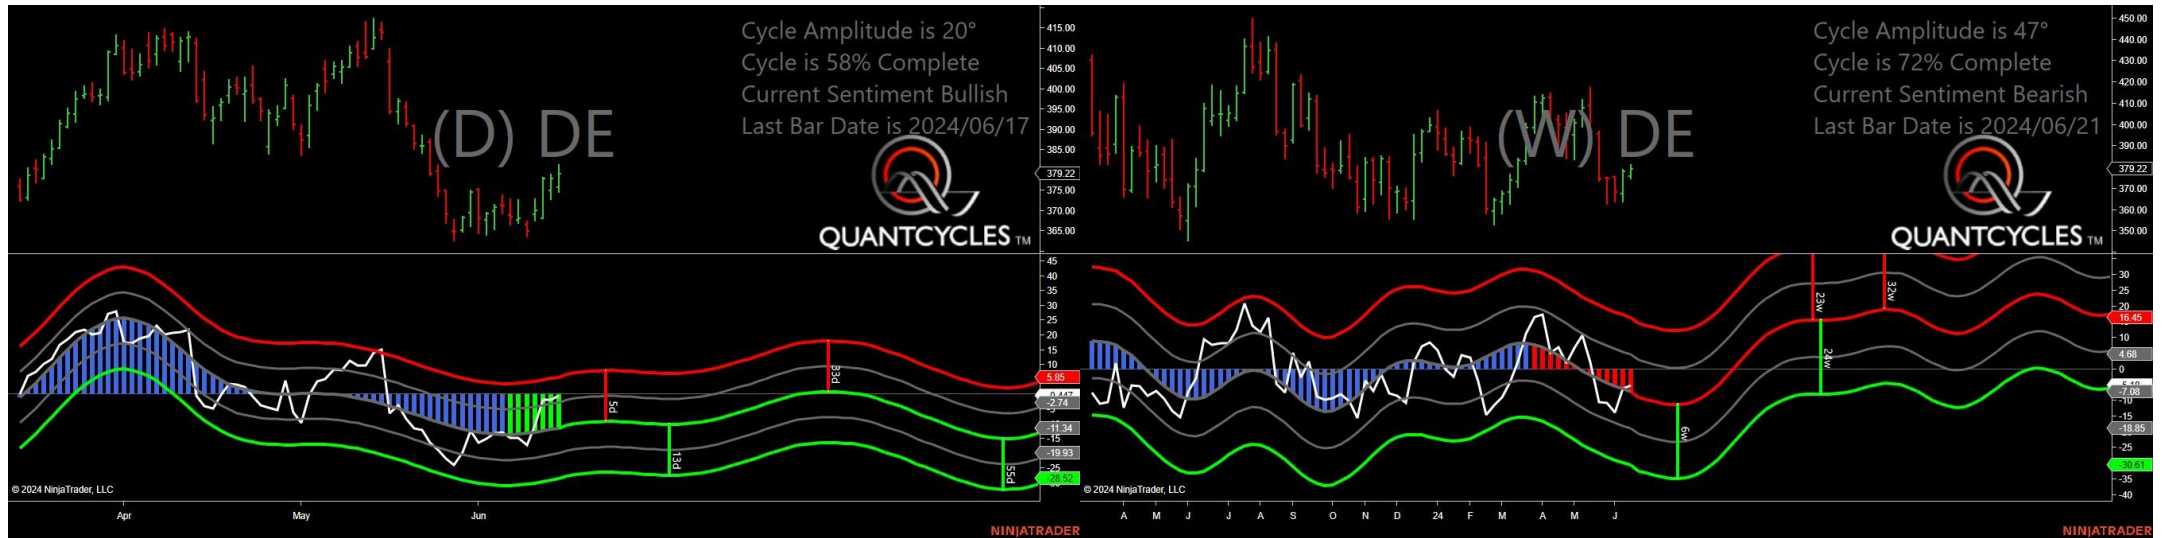 Cycle Amplitude is 20°
Cycle is 58% Complete
Current Sentiment Bullish
Last Bar Date is 2024/06/17
(D) DE
QUANTCYCLES TM
415.00
405.00
400.00
395.00
390.00
385.00
379.22
375.00
370.00
365.00
45
40
35
30
25
20
15
10
5.85
-2.74
-11.34
-15
-19.93
-25
-28.52
5d
13d
83d
55d
© 2024 NinjaTrader, LLC
Apr
May
Jun
NINJATRADER
Cycle Amplitude is 47°
Cycle is 72% Complete
Current Sentiment Bearish
Last Bar Date is 2024/06/21
(W) DE
QUANTCYCLES TM
450.00
440.00
430.00
420.00
410.00
400.00
390.00
379.22
370.00
360.00
350.00
30
25
20
16.45
10
4.68
0
-7.08
-10
-15
-18.85
-25
-30.61
-35
-40
23w
32w
24w
6w
© 2024 NinjaTrader, LLC
A M J J A S O N D 24 F M A M J
NINJATRADER